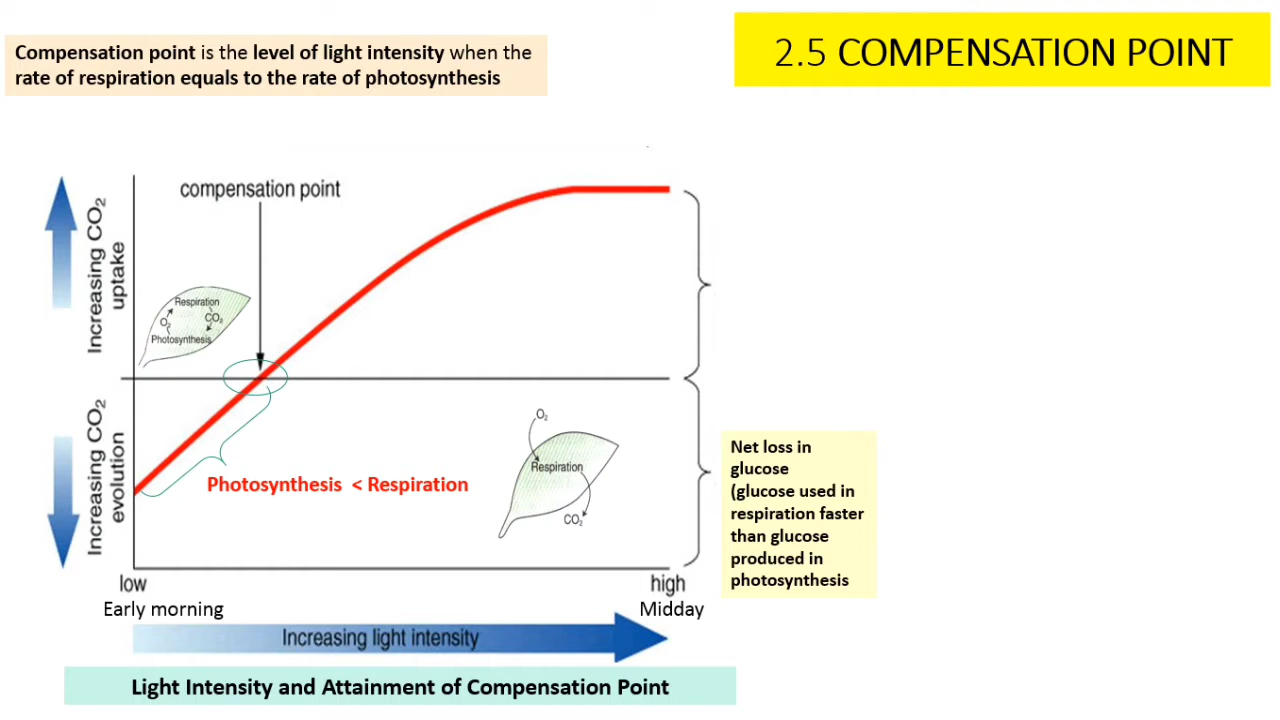 Compensation point is the level of light intensity when the
rate of respiration equals to the rate of photosynthesis
2.5 COMPENSATION POINT
compensation point
Increasing CO₂
uptake
Respiration
O₂
CO₂
Photosynthesis
Increasing CO₂
evolution
Photosynthesis < Respiration
O₂
Respiration
CO₂
Net loss in
glucose
(glucose used in
respiration faster
than glucose
produced in
photosynthesis
low
high
Early morning
Midday
Increasing light intensity
Light Intensity and Attainment of Compensation Point